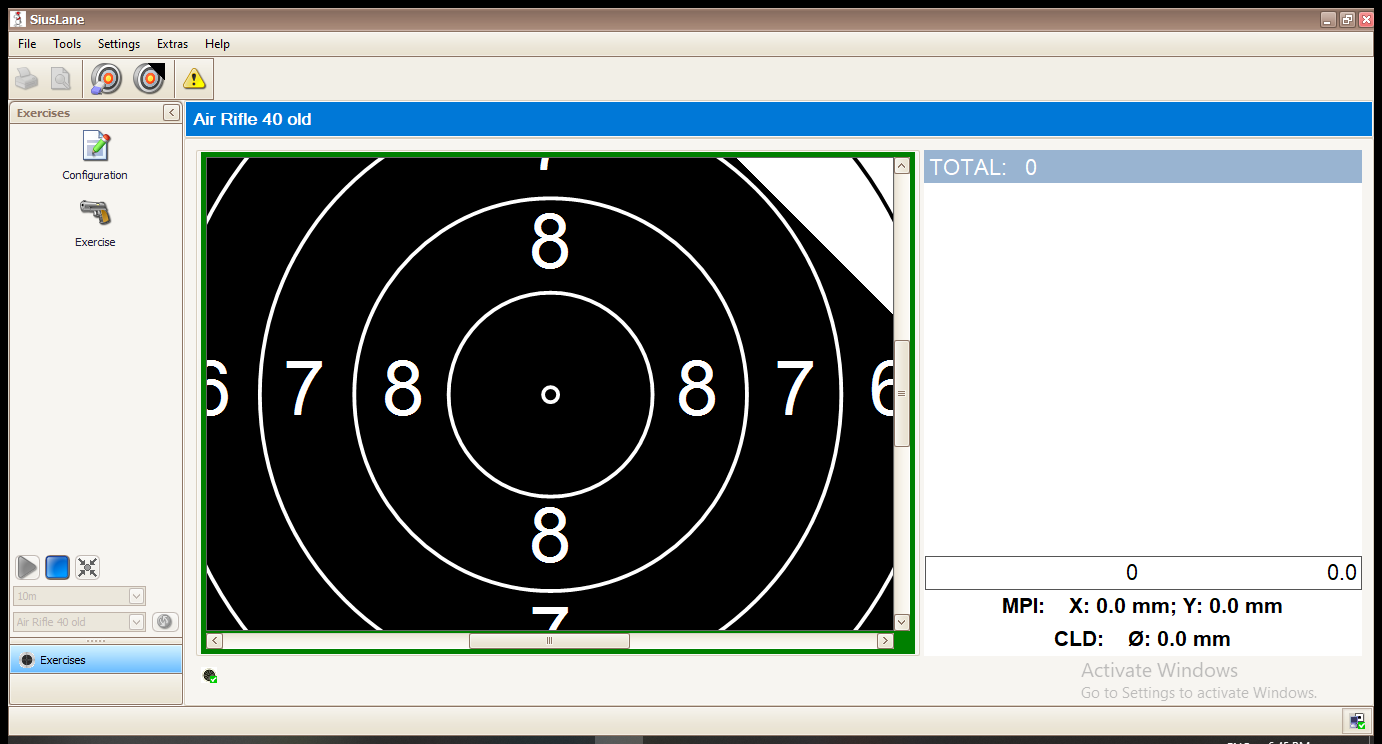 SiusLane
File Tools Settings Extras Help
Exercises
Configuration
Exercise
10m
Air Rifle 40 old
Exercises
Air Rifle 40 old
7
8
6 7 8 8 7 6
8
7
TOTAL: 0
0 0.0
MPI: X: 0.0 mm; Y: 0.0 mm
CLD: Ø: 0.0 mm
Activate Windows
Go to Settings to activate Windows.